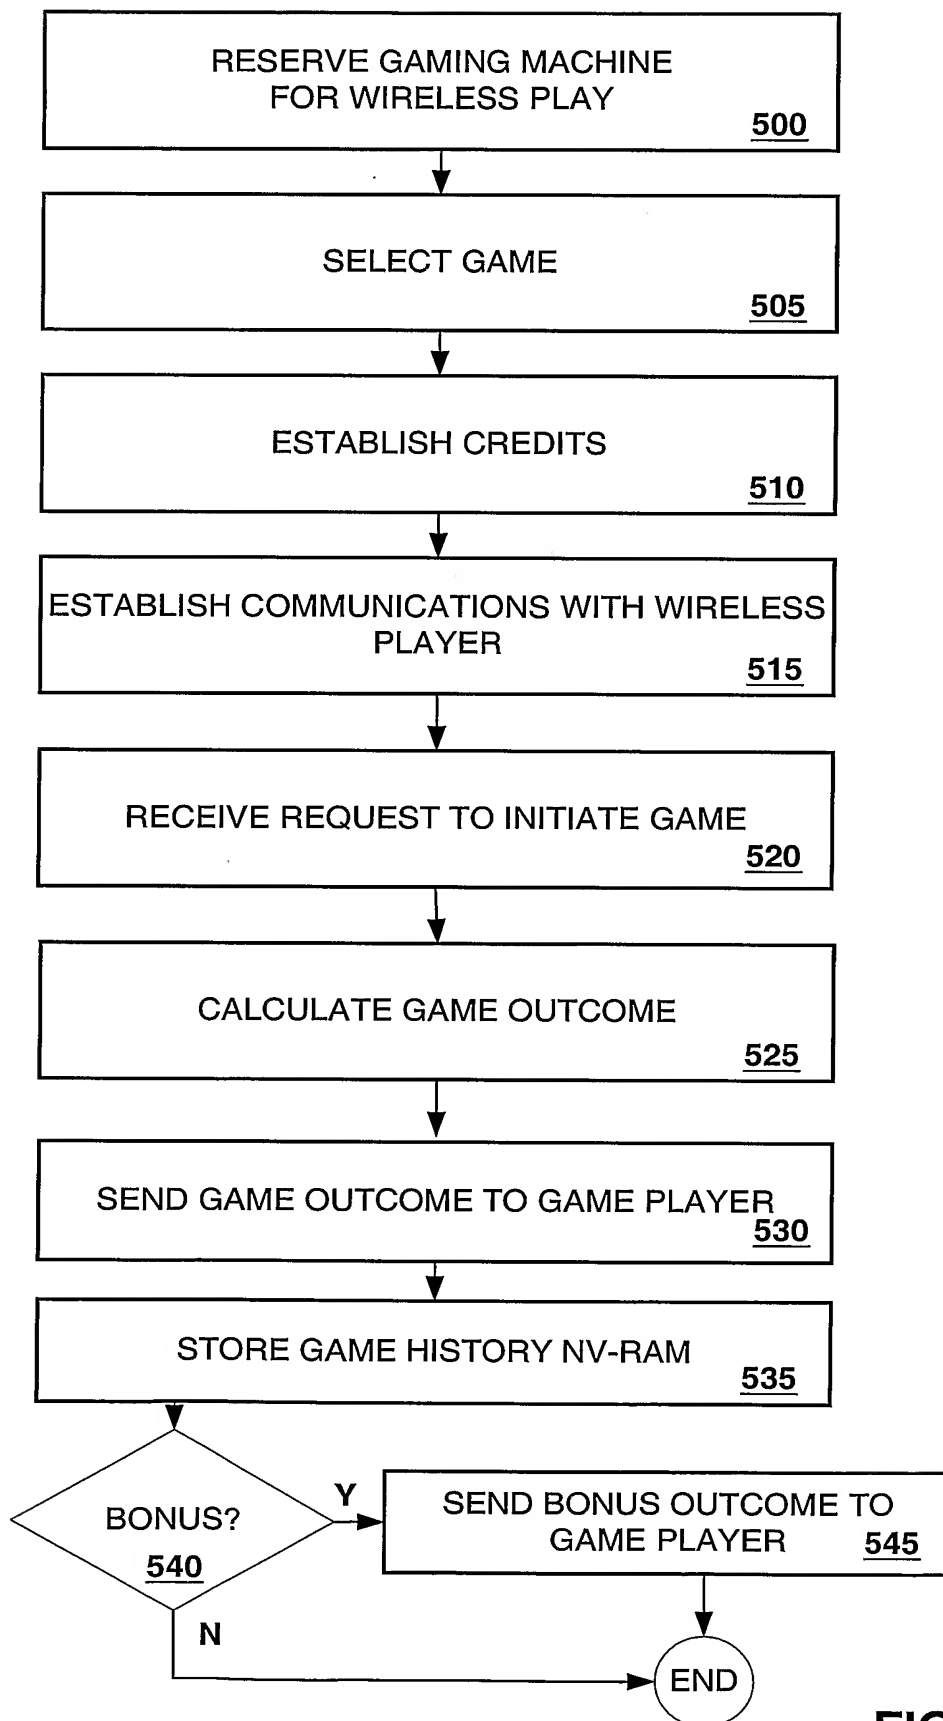 RESERVE GAMING MACHINE
FOR WIRELESS PLAY
500
SELECT GAME
505
ESTABLISH CREDITS
510
ESTABLISH COMMUNICATIONS WITH WIRELESS
PLAYER
515
RECEIVE REQUEST TO INITIATE GAME
520
CALCULATE GAME OUTCOME
525
SEND GAME OUTCOME TO GAME PLAYER
530
STORE GAME HISTORY NV-RAM
535
BONUS?
540
Y
SEND BONUS OUTCOME TO
GAME PLAYER
545
N
END